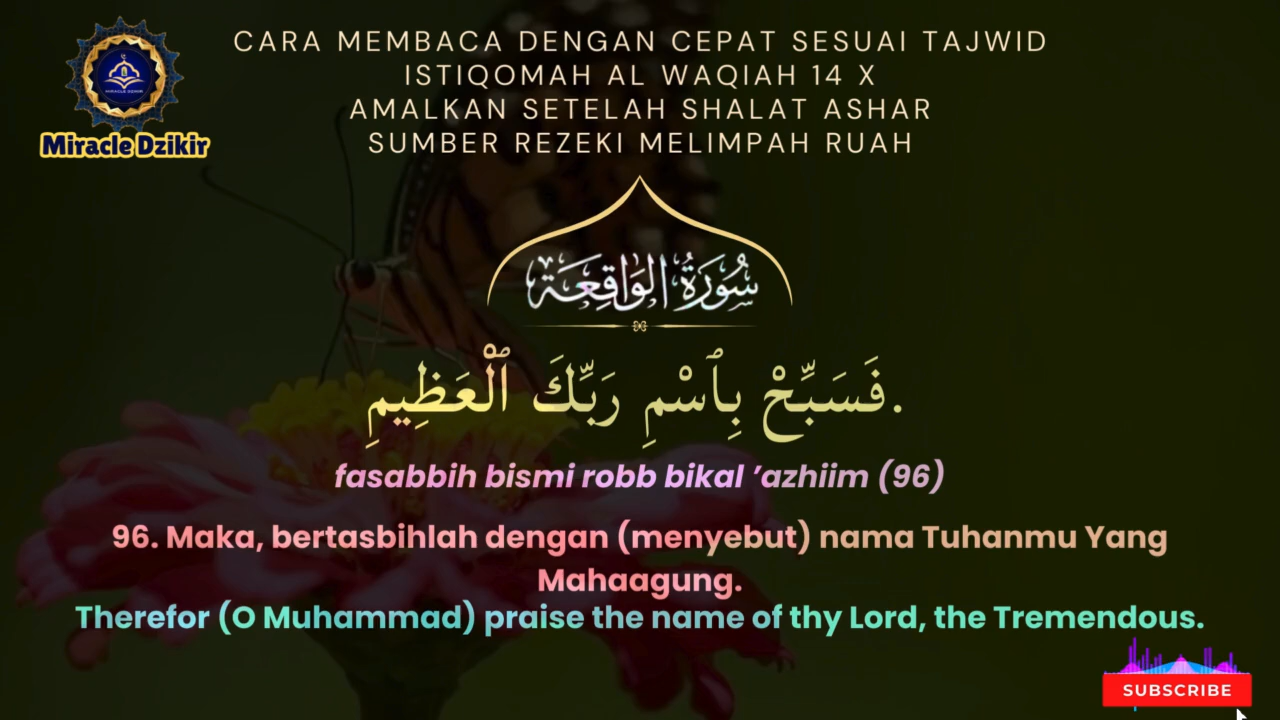 CARA MEMBACA DENGAN CEPAT SESUAI TAJWID
ISTIQOMAH AL WAQIAH 14 X
AMALKAN SETELAH SHALAT ASHAR
SUMBER REZEKI MELIMPAH RUAH
MIRACLE DZIKIR
Miracle Dzikir
سُورَةُ الوَاقِعَة
فَسَبِّحْ بِٱسْمِ رَبِّكَ ٱلْعَظِيمِ.
fasabbih bismi robb bikal ’azhiim (96)
96. Maka, bertasbihlah dengan (menyebut) nama Tuhanmu Yang
Mahaagung.
Therefor (O Muhammad) praise the name of thy Lord, the Tremendous.
SUBSCRIBE